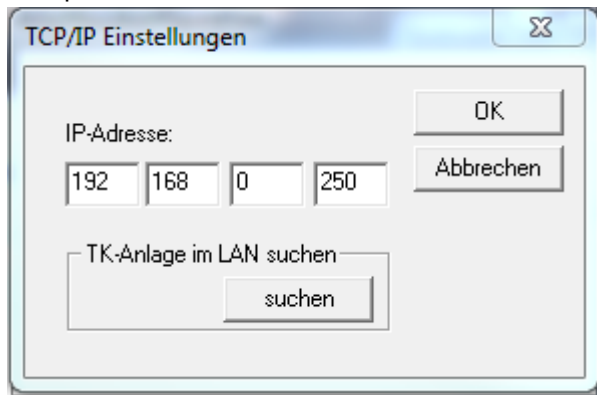 TCP/IP Einstellungen
OK
IP-Adresse:
Abbrechen
192 168 0 250
TK-Anlage im LAN suchen
suchen